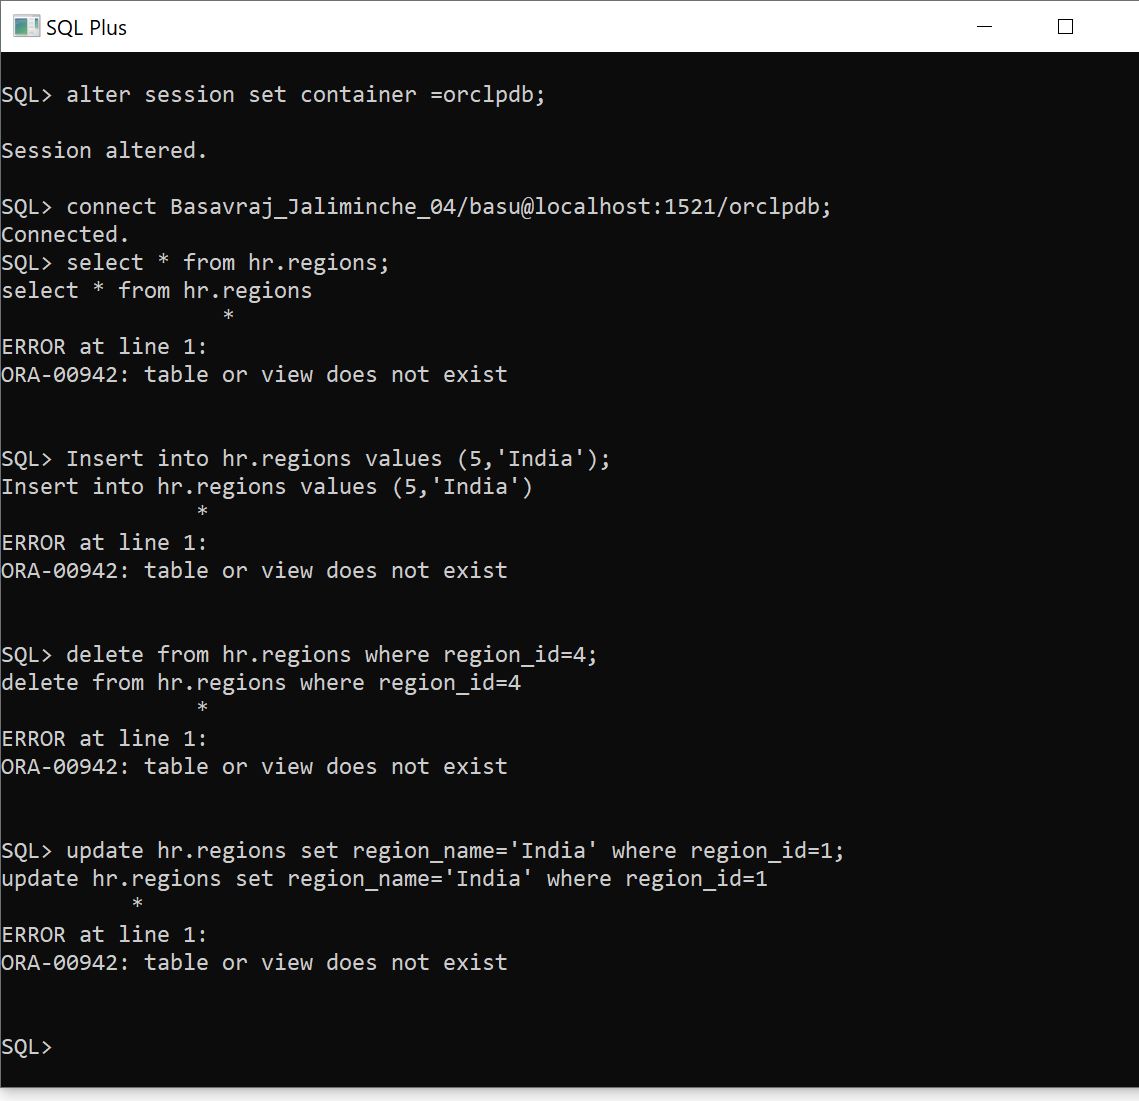 SQL Plus
SQL> alter session set container =orclpdb;
Session altered.
SQL> connect Basavraj_Jaliminche_04/basu@localhost:1521/orclpdb;
Connected.
SQL> select * from hr.regions;
select * from hr.regions
*
ERROR at line 1:
ORA-00942: table or view does not exist
SQL> Insert into hr.regions values (5,'India');
Insert into hr.regions values (5,'India')
*
ERROR at line 1:
ORA-00942: table or view does not exist
SQL> delete from hr.regions where region_id=4;
delete from hr.regions where region_id=4
*
ERROR at line 1:
ORA-00942: table or view does not exist
SQL> update hr.regions set region_name='India' where region_id=1;
update hr.regions set region_name='India' where region_id=1
*
ERROR at line 1:
ORA-00942: table or view does not exist
SQL>